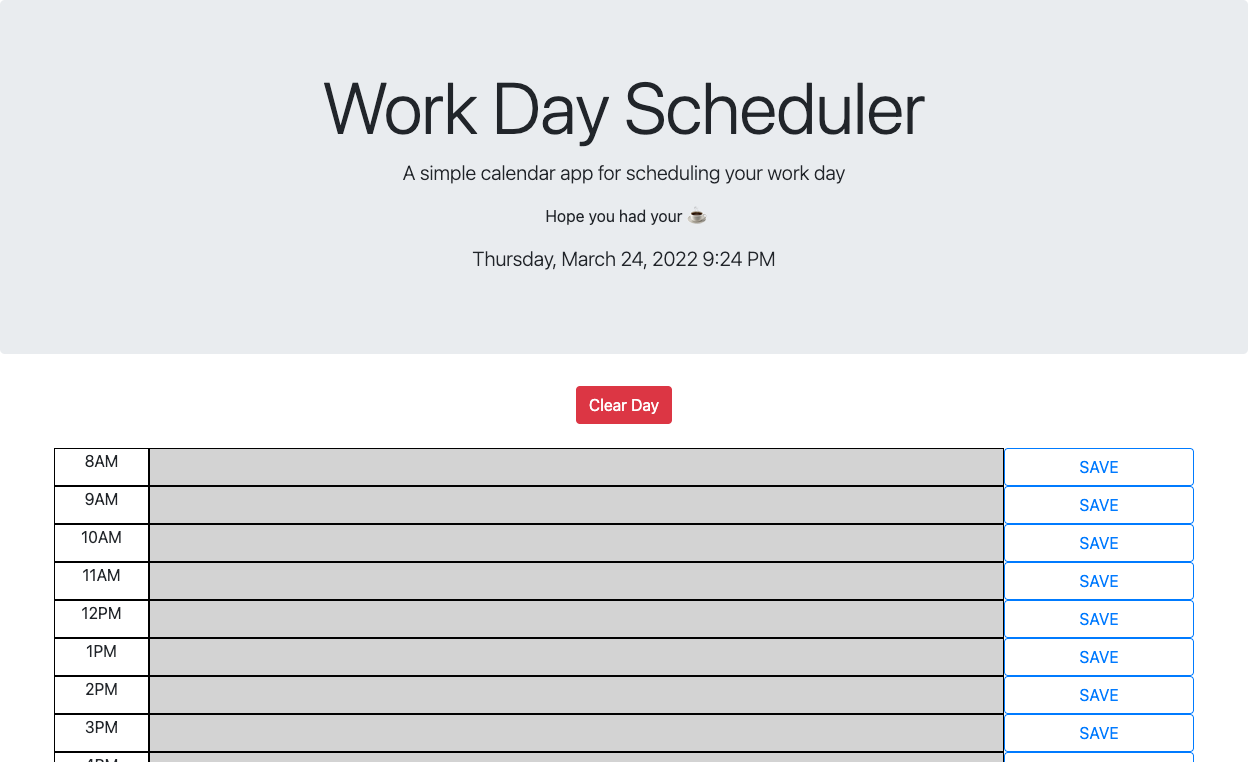 Work Day Scheduler
A simple calendar app for scheduling your work day
Hope you had your ☕
Thursday, March 24, 2022 9:24 PM
Clear Day
8AM SAVE
9AM SAVE
10AM SAVE
11AM SAVE
12PM SAVE
1PM SAVE
2PM SAVE
3PM SAVE
4PM